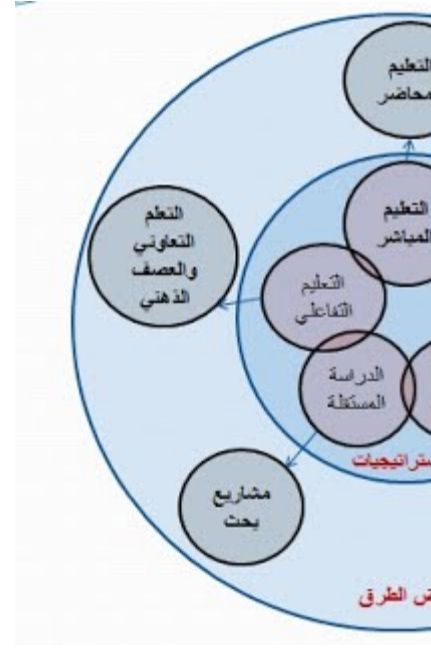 التعليم
محاضر
التعليم
المباشر
التعلم
التعاوني
والعصف
الذهني
التعليم
التفاعلي
الدراسة
المستقلة
ستراتيجيات
مشاريع
بحث
ض الطرق